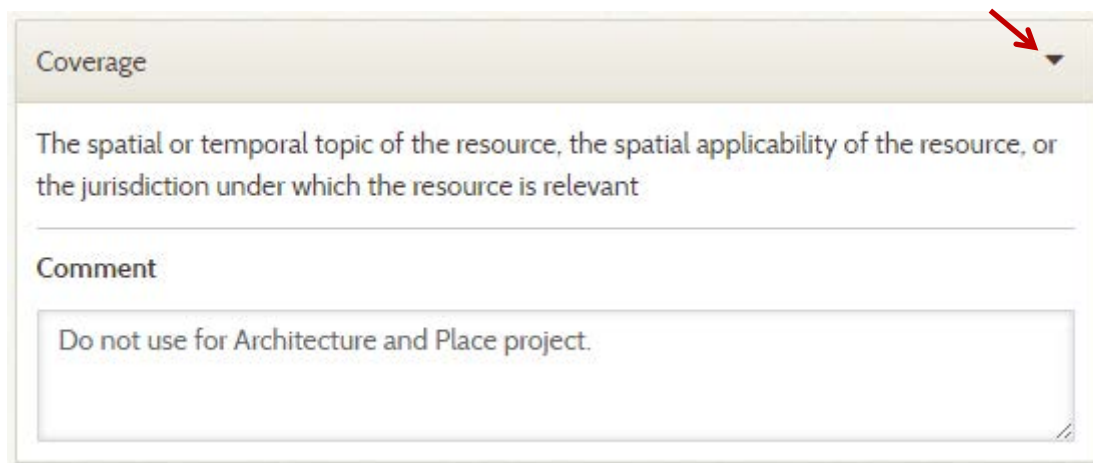 Coverage
The spatial or temporal topic of the resource, the spatial applicability of the resource, or
the jurisdiction under which the resource is relevant
Comment
Do not use for Architecture and Place project.